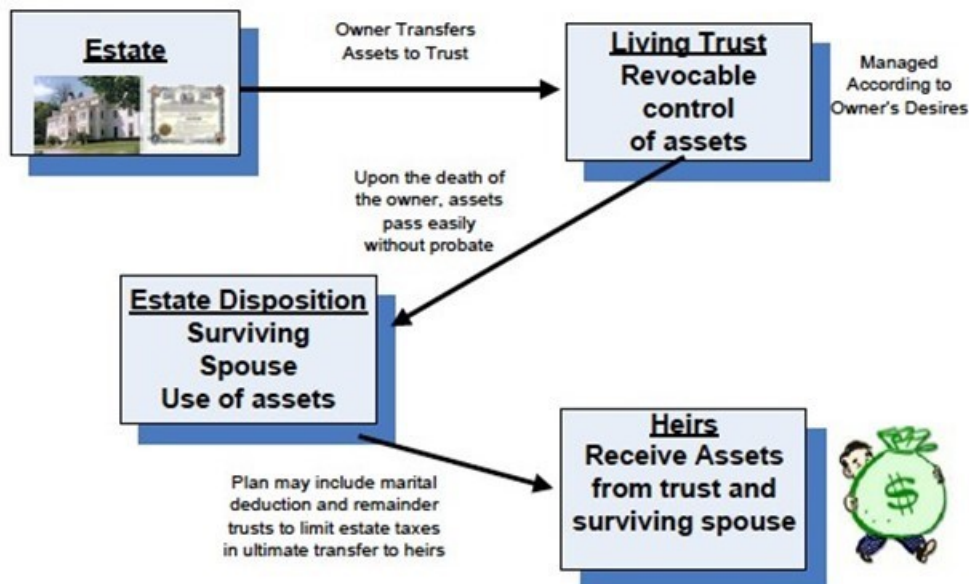 Estate
Owner Transfers
Assets to Trust
Living Trust
Revocable
control
of assets
Managed
According to
Owner's Desires
Upon the death of
the owner, assets
pass easily
without probate
Estate Disposition
Surviving
Spouse
Use of assets
Plan may include marital
deduction and remainder
trusts to limit estate taxes
in ultimate transfer to heirs
Heirs
Receive Assets
from trust and
surviving spouse
$